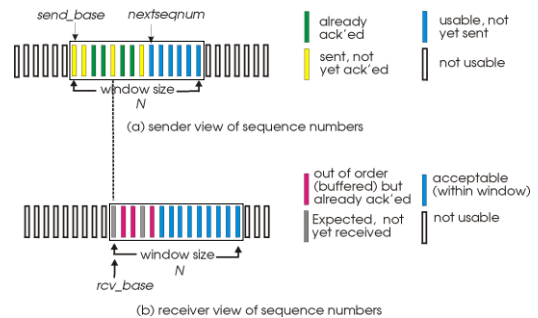 send_base nextseqnum
already
ack'ed
usable, not
yet sent
sent, not
yet ack'ed
not usable
window size
N
(a) sender view of sequence numbers
out of order
(buffered) but
already ack'ed
acceptable
(within window)
Expected, not
yet received
not usable
window size
N
rcv_base
(b) receiver view of sequence numbers